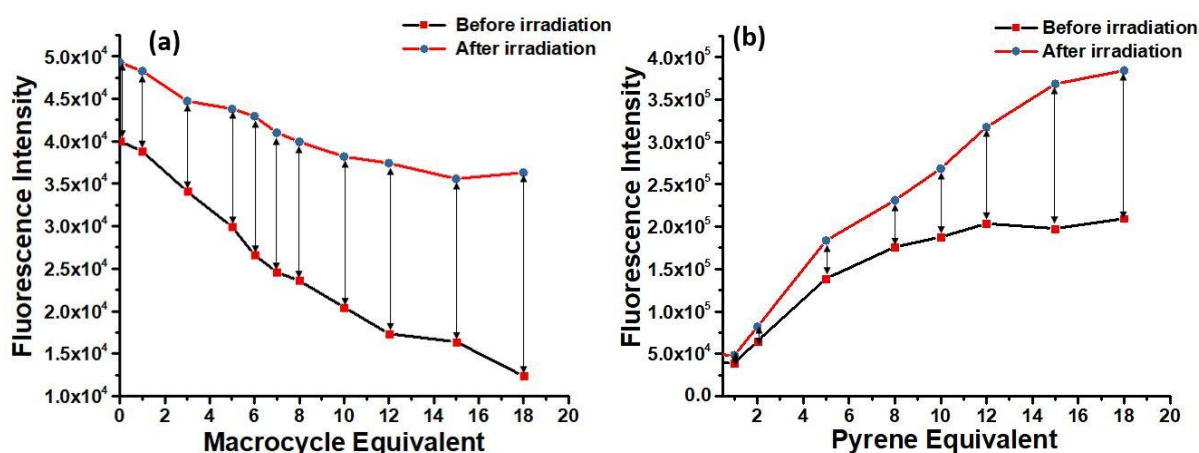 (a)
Before irradiation
After irradiation
Fluorescence Intensity
5.0x10⁴
4.5x10⁴
4.0x10⁴
3.5x10⁴
3.0x10⁴
2.5x10⁴
2.0x10⁴
1.5x10⁴
1.0x10⁴
0 2 4 6 8 10 12 14 16 18 20
Macrocycle Equivalent
(b)
Before irradiation
After irradiation
Fluorescence Intensity
4.0x10⁵
3.5x10⁵
3.0x10⁵
2.5x10⁵
2.0x10⁵
1.5x10⁵
1.0x10⁵
5.0x10⁴
0.0
2 4 6 8 10 12 14 16 18 20
Pyrene Equivalent